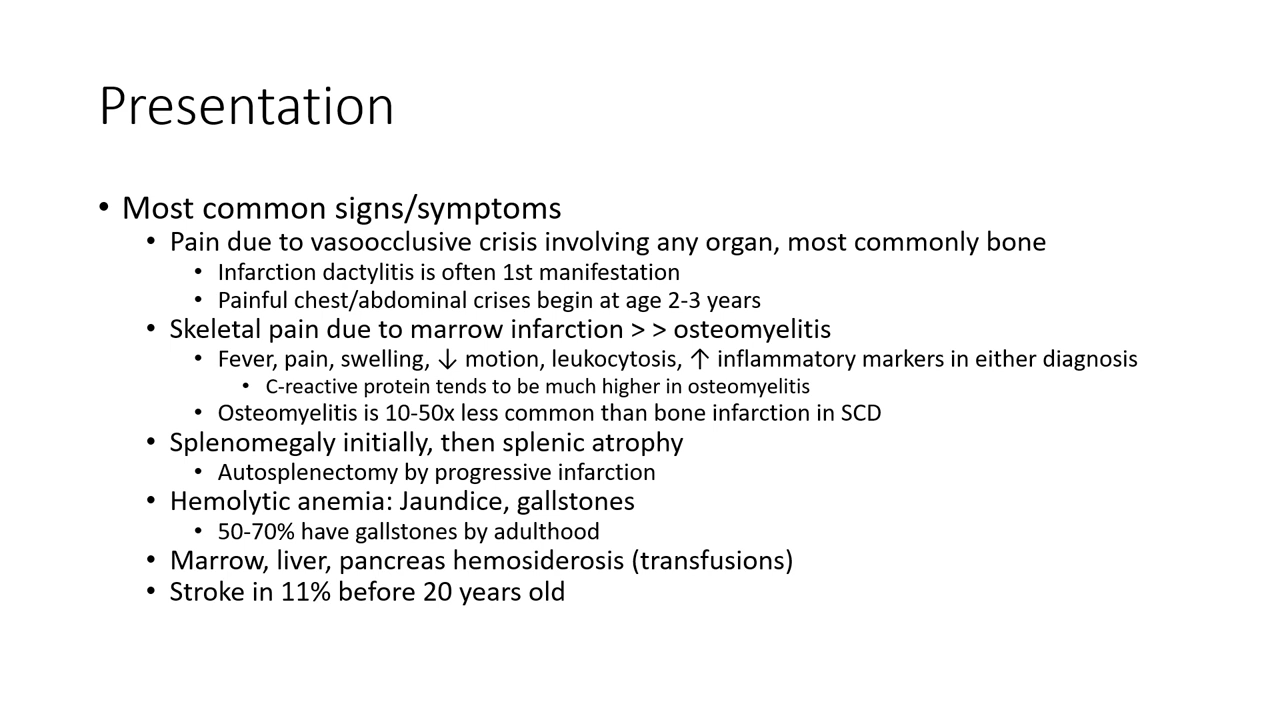 Presentation
• Most common signs/symptoms
• Pain due to vasoocclusive crisis involving any organ, most commonly bone
• Infarction dactylitis is often 1st manifestation
• Painful chest/abdominal crises begin at age 2-3 years
• Skeletal pain due to marrow infarction > > osteomyelitis
• Fever, pain, swelling, ↓ motion, leukocytosis, ↑ inflammatory markers in either diagnosis
• C-reactive protein tends to be much higher in osteomyelitis
• Osteomyelitis is 10-50x less common than bone infarction in SCD
• Splenomegaly initially, then splenic atrophy
• Autosplenectomy by progressive infarction
• Hemolytic anemia: Jaundice, gallstones
• 50-70% have gallstones by adulthood
• Marrow, liver, pancreas hemosiderosis (transfusions)
• Stroke in 11% before 20 years old